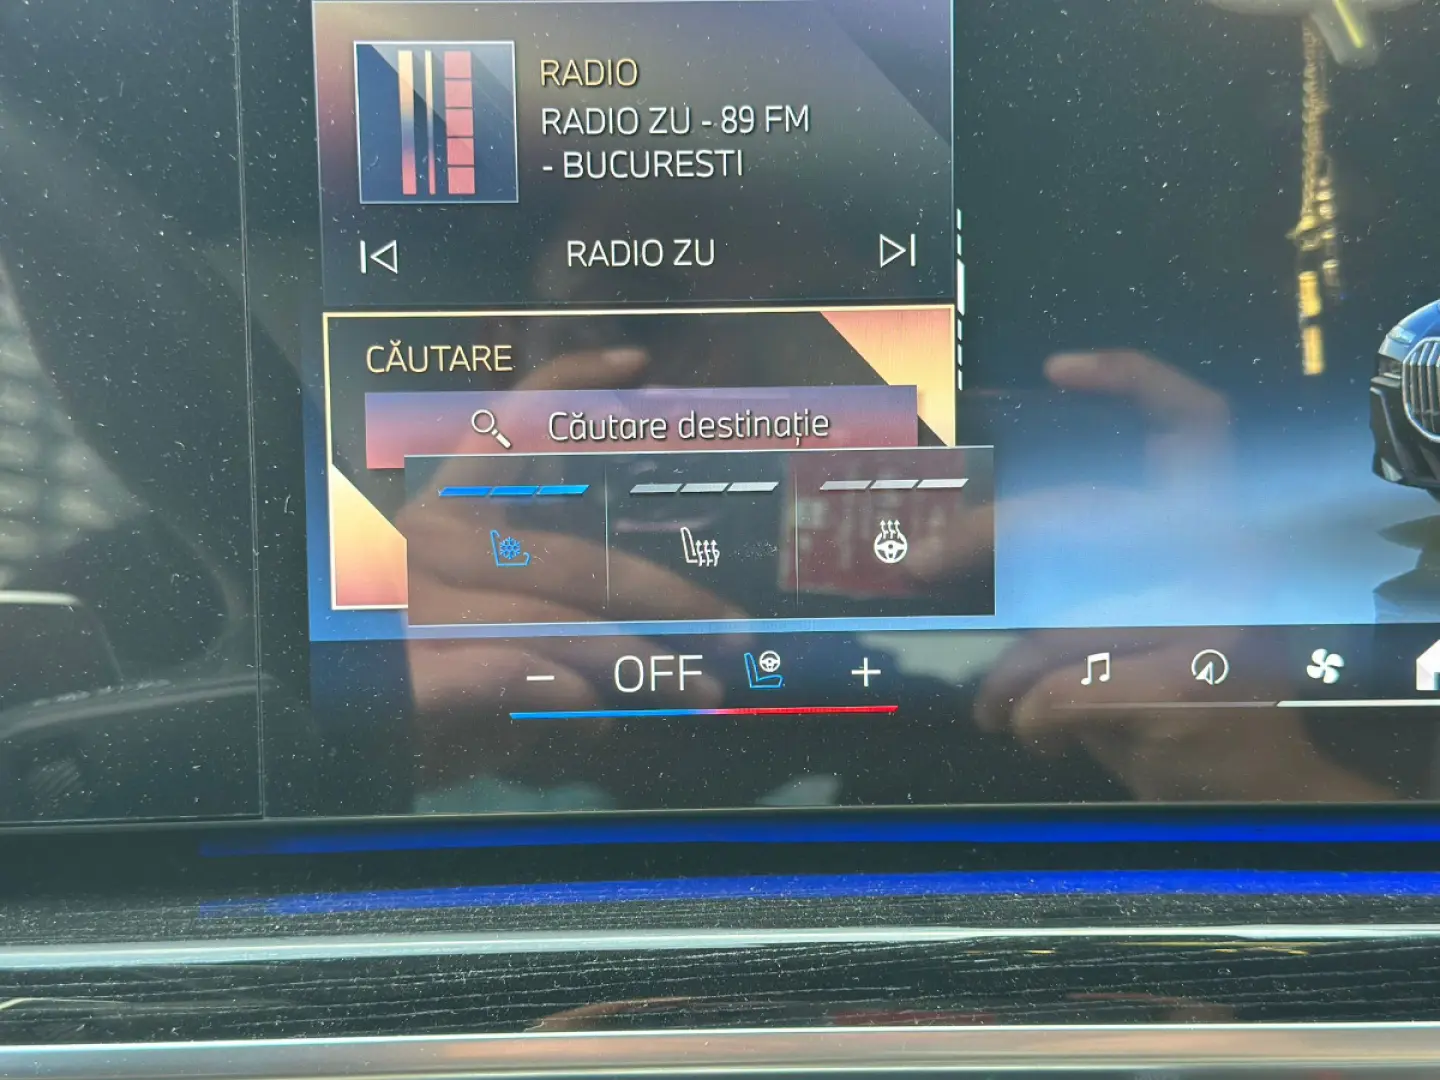 RADIO
RADIO ZU - 89 FM
- BUCURESTI
RADIO ZU
CĂUTARE
Căutare destinație
OFF